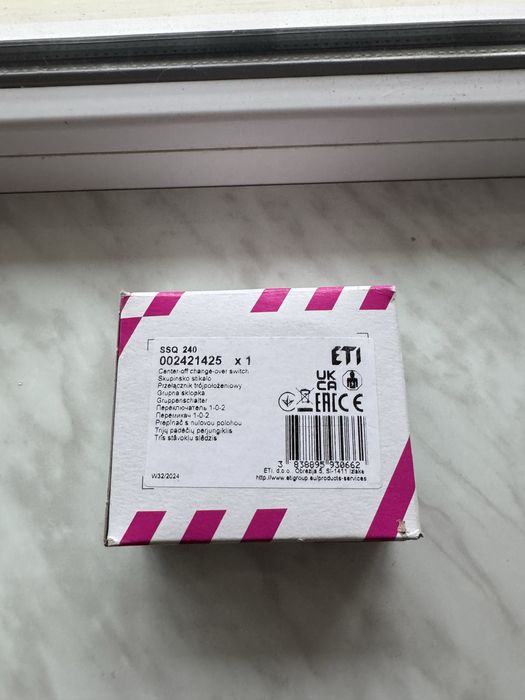 SSQ 240
002421425 x 1
Center-off change-over switch
Skupinsko stikalo
Przełącznik trójpołożeniowy
Grupna sklopka
Gruppenschalter
Переключатель 1-0-2
Перемикач 1-0-2
Prepínač s nulovou polohou
Trijų padėčių perjungiklis
Trīs stāvokļu slēdzis
W32/2024
ETI
UK
CA
EAC CE
3 838895 930662
ETI, d.o.o. Obrezija 5, SI-1411 Izlake
http://www.etigroup.eu/products-services